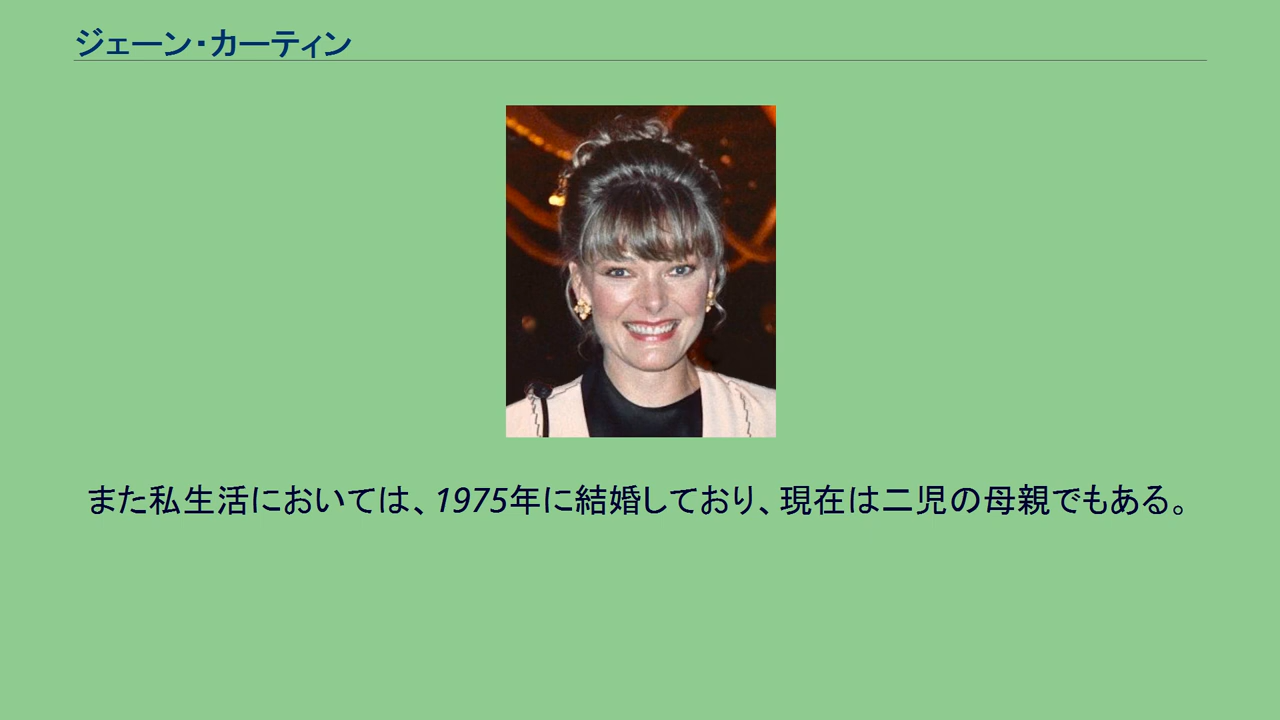 ジェーン・カーティン
また私生活においては、1975年に結婚しており、現在は二児の母親でもある。